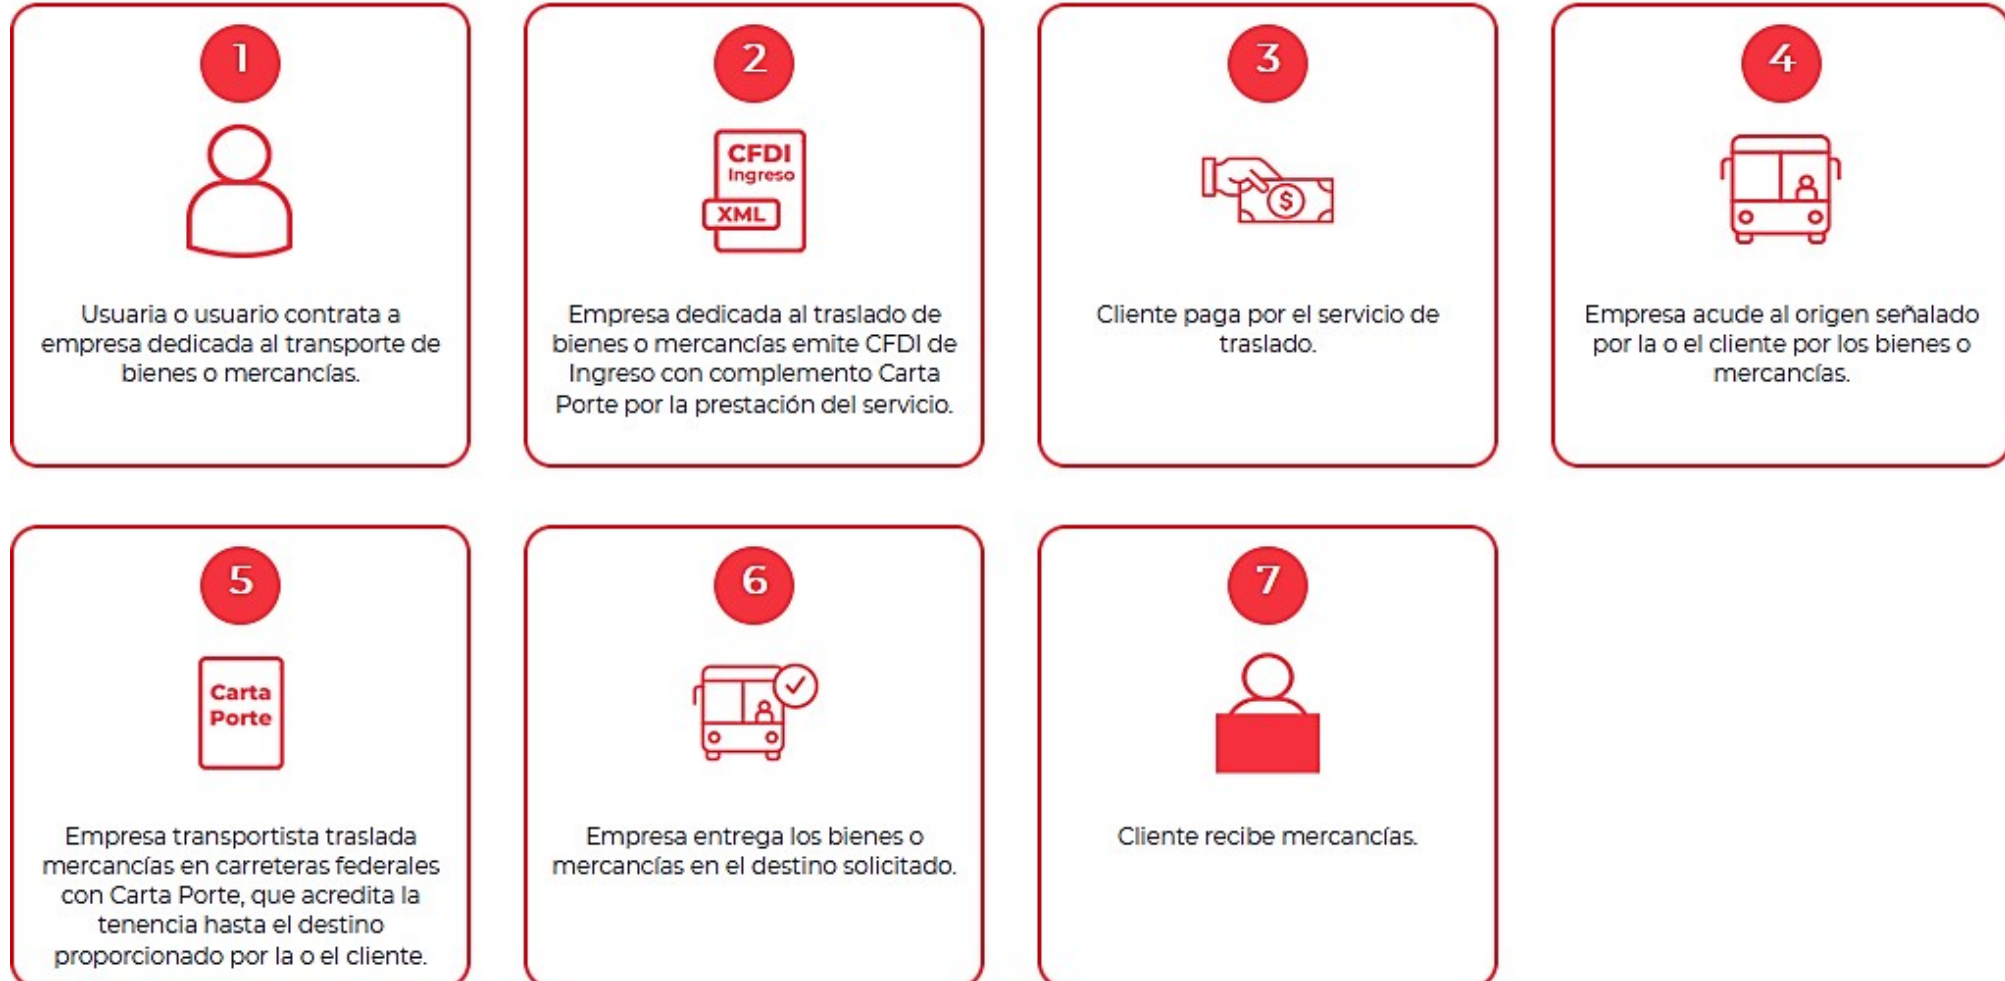 1
CFDI
Ingreso
XML
Usuaria o usuario contrata a
empresa dedicada al transporte de
bienes o mercancías.
2
Empresa dedicada al traslado de
bienes o mercancías emite CFDI de
Ingreso con complemento Carta
Porte por la prestación del servicio.
3
$
Cliente paga por el servicio de
traslado.
4
Empresa acude al origen señalado
por la o el cliente por los bienes o
mercancías.
5
Carta
Porte
Empresa transportista traslada
mercancías en carreteras federales
con Carta Porte, que acredita la
tenencia hasta el destino
proporcionado por la o el cliente.
6
Empresa entrega los bienes o
mercancías en el destino solicitado.
7
Cliente recibe mercancías.